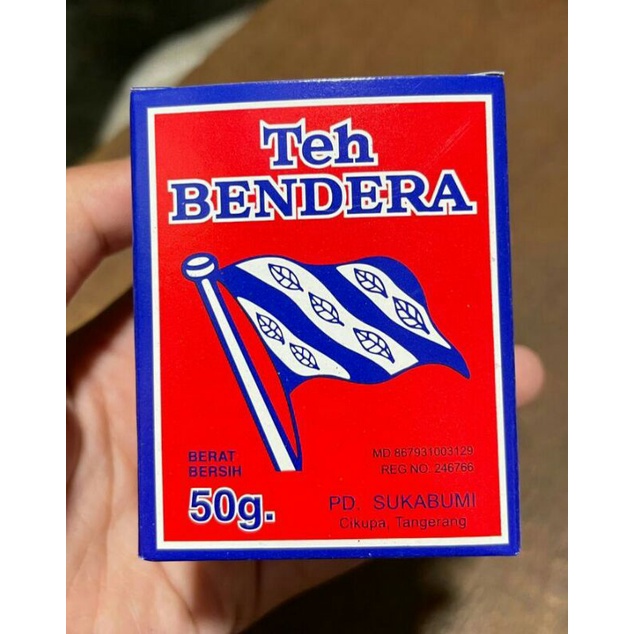 Teh
BENDERA
BERAT
BERSIH
50g.
MD 867931003129
REG NO. 246766
PD. SUKABUMI
Cikupa, Tangerang